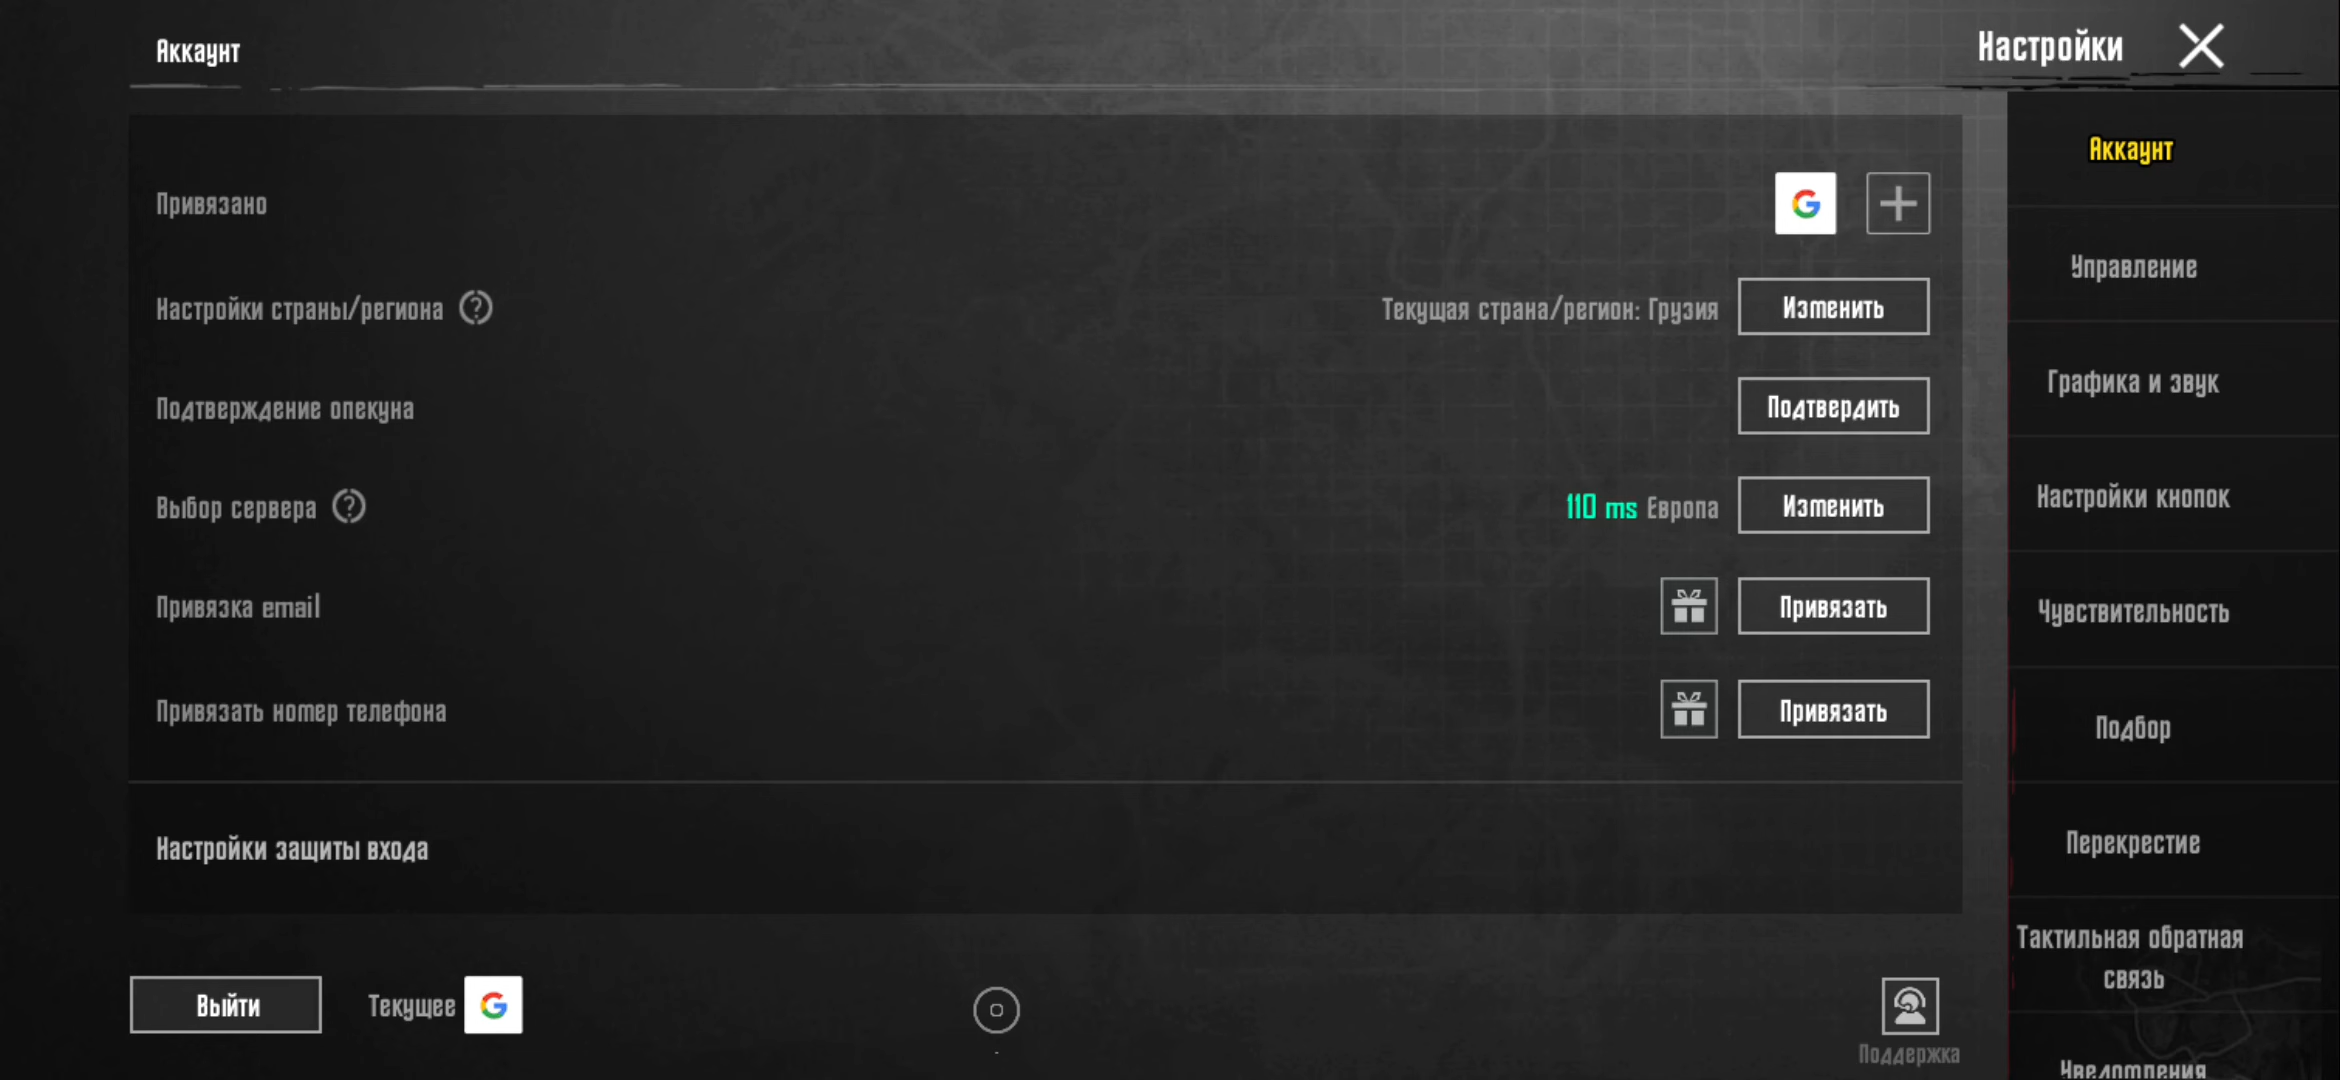 Аккаунт
Настройки
Привязано
Настройки страны/региона
Текущая страна/регион: Грузия
Изменить
Подтверждение опекуна
Подтвердить
Выбор сервера
110 ms Европа
Изменить
Привязка email
Привязать
Привязать номер телефона
Привязать
Настройки защиты входа
Выйти
Текущее
Поддержка
Аккаунт
Управление
Графика и звук
Настройки кнопок
Чувствительность
Подбор
Перекрестие
Тактильная обратная
связь
Уведомления